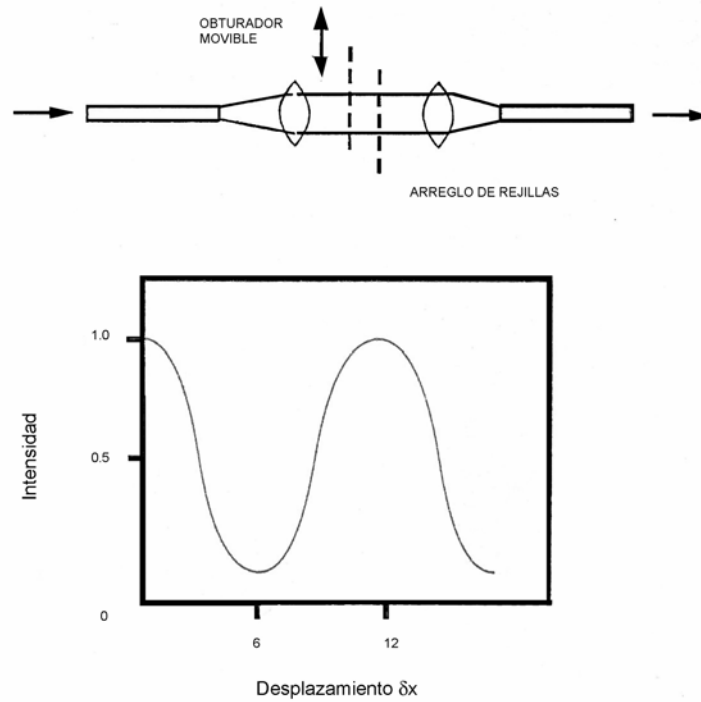 OBTURADOR
MOVIBLE
ARREGLO DE REJILLAS
1.0
0.5
0
6
12
Intensidad
Desplazamiento δx